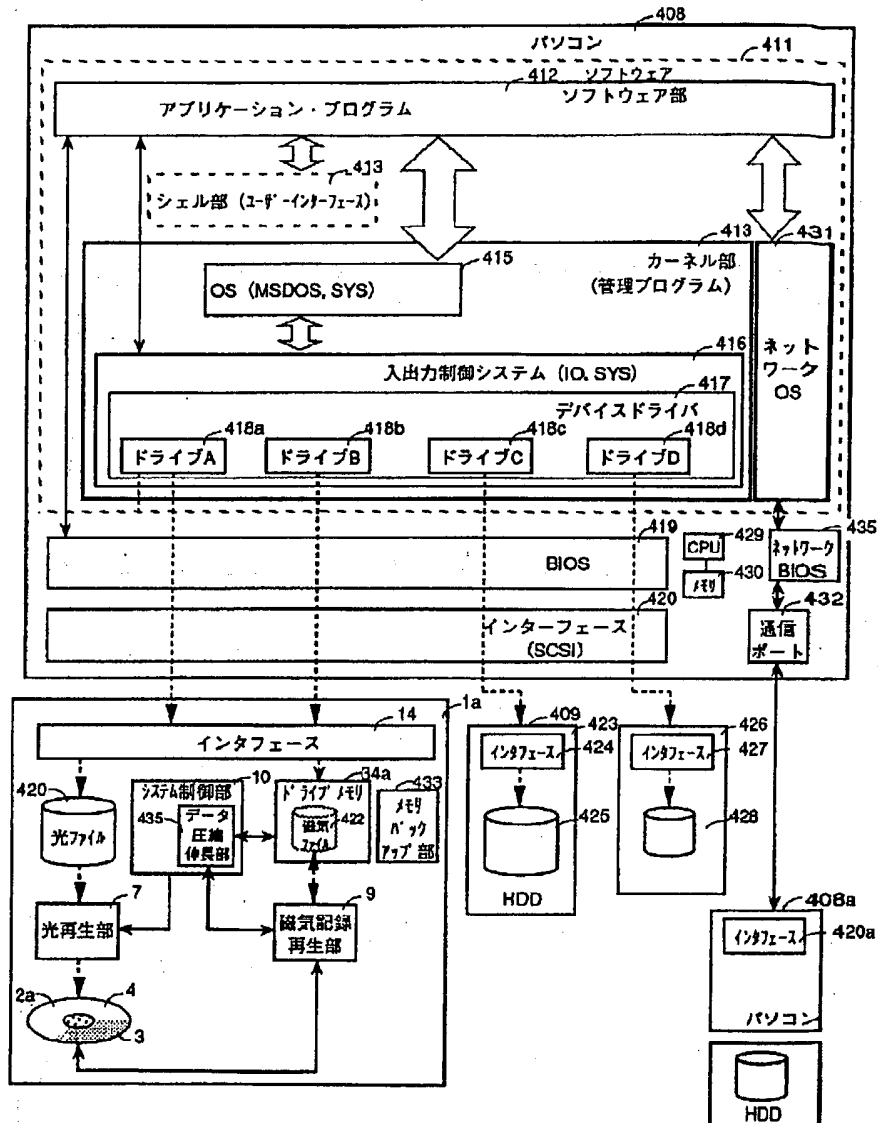 408
パソコン
411
412 ソフトウェア
ソフトウェア部
アプリケーション・プログラム
413
シェル部 (ユーザーインターフェース)
413
431
415
カーネル部
(管理プログラム)
OS (MSDOS, SYS)
416
ネット
ワーク
OS
入出力制御システム (IO, SYS)
417
デバイスドライバ
418a
418b
418c
418d
ドライブA
ドライブB
ドライブC
ドライブD
419
BIOS
CPU
429
メモリ
430
435
ネットワーク
BIOS
420
インターフェース
(SCSI)
432
通信
ポート
1a
14
インタフェース
409
423
インタフェース
424
425
HDD
426
インタフェース
427
428
420
光ファイル
10
システム制御部
435
データ
圧縮
伸長部
34a
ドライブメモリ
磁気
ファイル
422
433
メモリ
バック
アップ部
7
光再生部
9
磁気記録
再生部
2a
4
3
408a
インタフェース
420a
パソコン
HDD